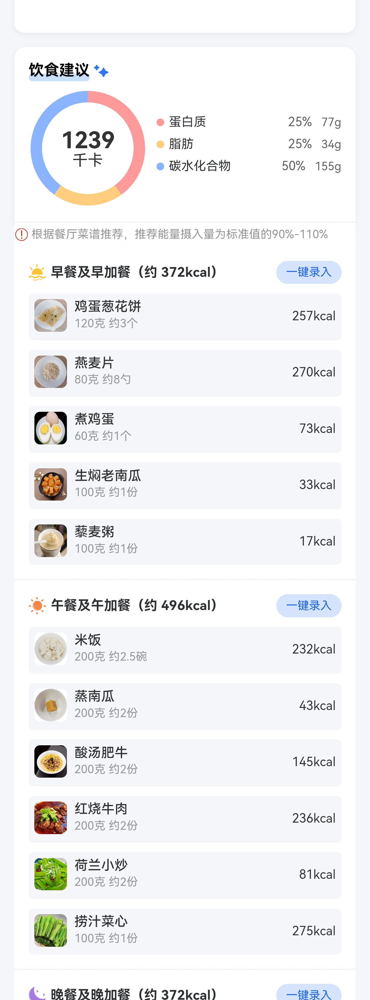 饮食建议
1239
千卡
蛋白质 25% 77g
脂肪 25% 34g
碳水化合物 50% 155g
根据餐厅菜谱推荐，推荐能量摄入量为标准值的90%-110%
早餐及早加餐（约 372kcal） 一键录入
鸡蛋葱花饼
120克 约3个
257kcal
燕麦片
80克 约8勺
270kcal
煮鸡蛋
60克 约1个
73kcal
生焖老南瓜
100克 约1份
33kcal
藜麦粥
100克 约1份
17kcal
午餐及午加餐（约 496kcal） 一键录入
米饭
200克 约2.5碗
232kcal
蒸南瓜
200克 约2份
43kcal
酸汤肥牛
200克 约2份
145kcal
红烧牛肉
200克 约2份
236kcal
荷兰小炒
200克 约2份
81kcal
捞汁菜心
100克 约1份
275kcal
晚餐及晚加餐（约 372kcal） 一键录入